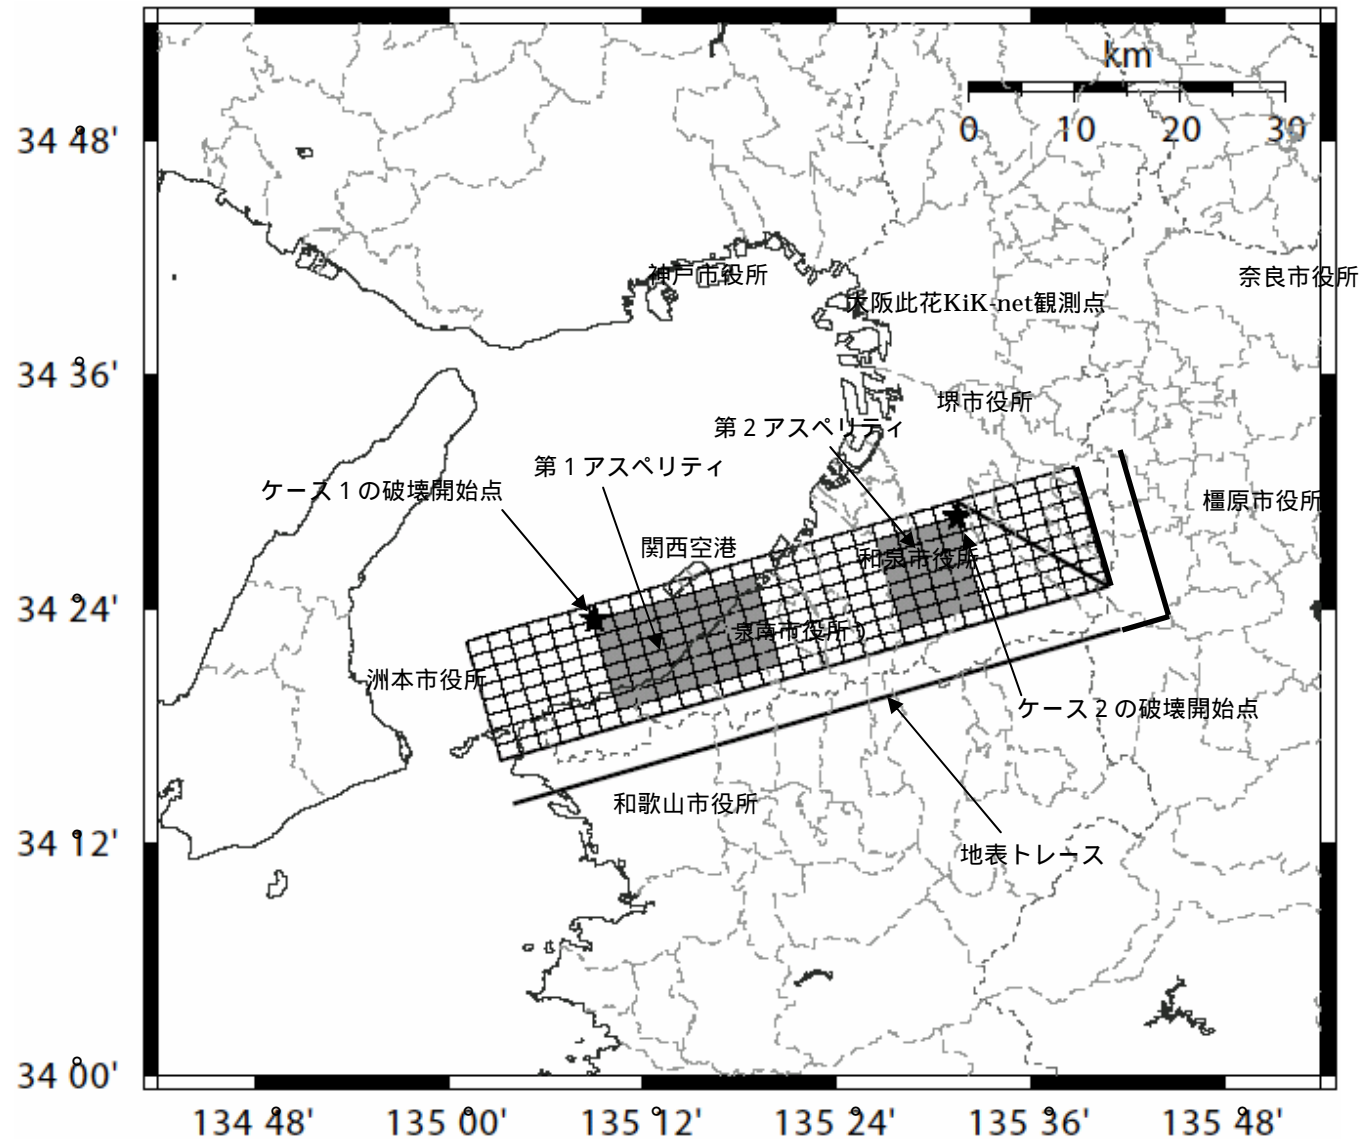 km
0 10 20 30
34°48'
神戸市役所
奈良市役所
大阪此花KiK-net観測点
34°36'
堺市役所
第2アスペリティ
第1アスペリティ
ケース1の破壊開始点
橿原市役所
関西空港
和泉市役所
34°24'
泉南市役所
洲本市役所
ケース2の破壊開始点
和歌山市役所
34°12'
地表トレース
34°00'
134°48' 135°00' 135°12' 135°24' 135°36' 135°48'